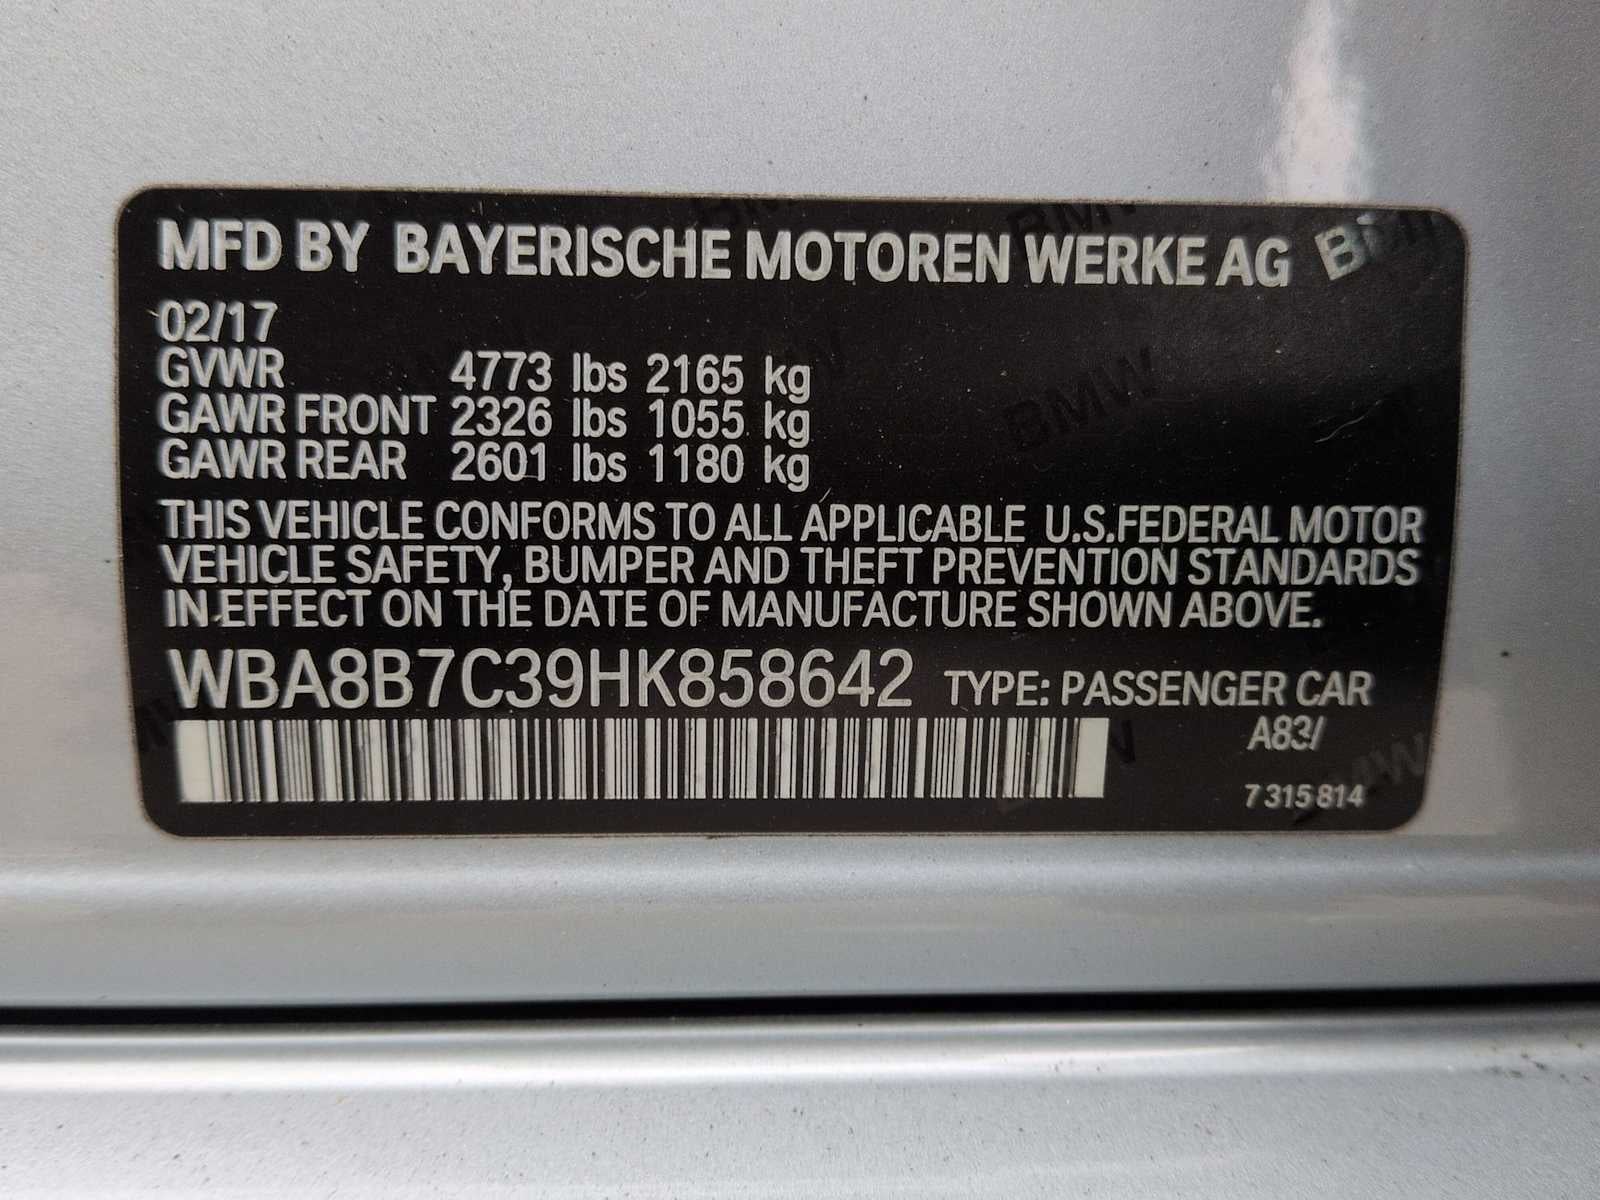 MFD BY BAYERISCHE MOTOREN WERKE AG BMW
02/17
GVWR 4773 lbs 2165 kg
GAWR FRONT 2326 lbs 1055 kg
GAWR REAR 2601 lbs 1180 kg
THIS VEHICLE CONFORMS TO ALL APPLICABLE U.S.FEDERAL MOTOR
VEHICLE SAFETY, BUMPER AND THEFT PREVENTION STANDARDS
IN EFFECT ON THE DATE OF MANUFACTURE SHOWN ABOVE.
WBA8B7C39HK858642 TYPE: PASSENGER CAR
A83/
7 315 814